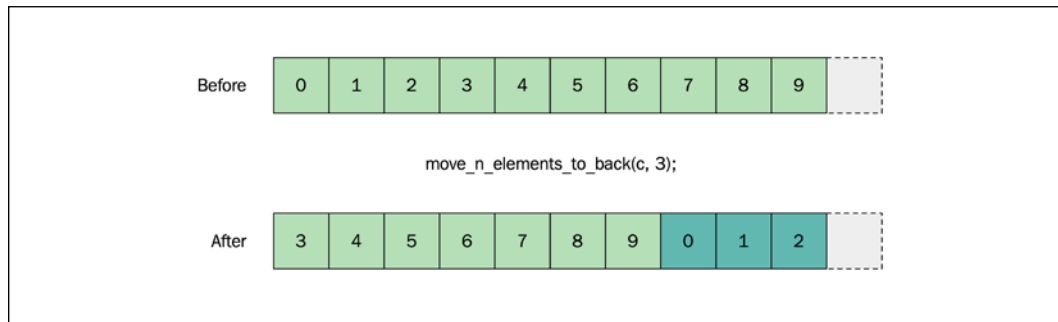 Before 0 1 2 3 4 5 6 7 8 9
move_n_elements_to_back(c, 3);
After 3 4 5 6 7 8 9 0 1 2